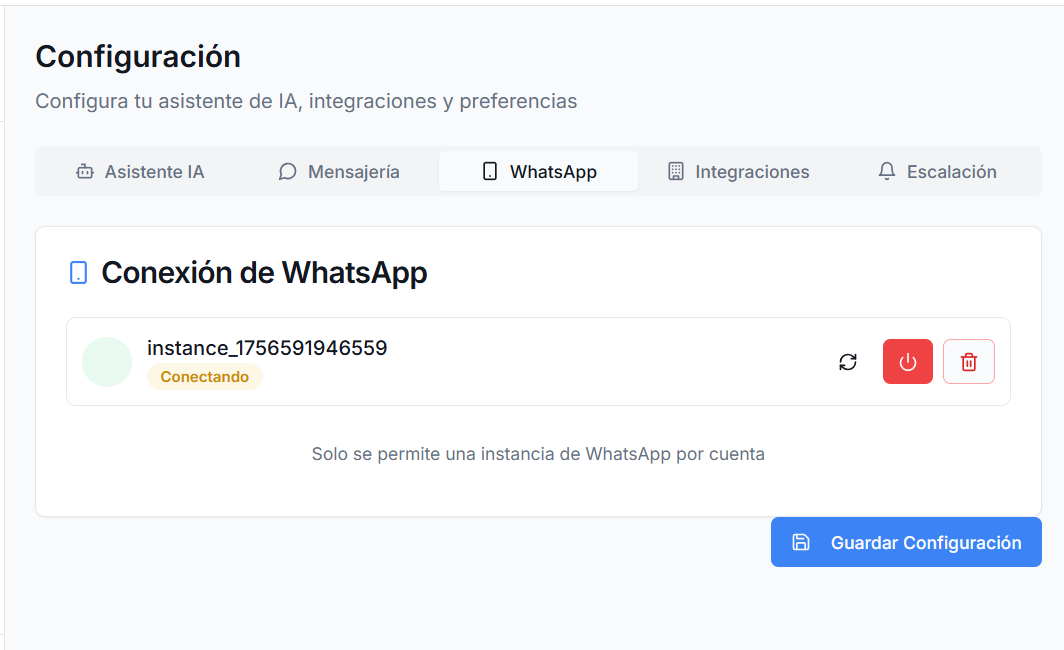 Configuración
Configura tu asistente de IA, integraciones y preferencias
Asistente IA
Mensajería
WhatsApp
Integraciones
Escalación
Conexión de WhatsApp
instance_1756591946559
Conectando
Solo se permite una instancia de WhatsApp por cuenta
Guardar Configuración